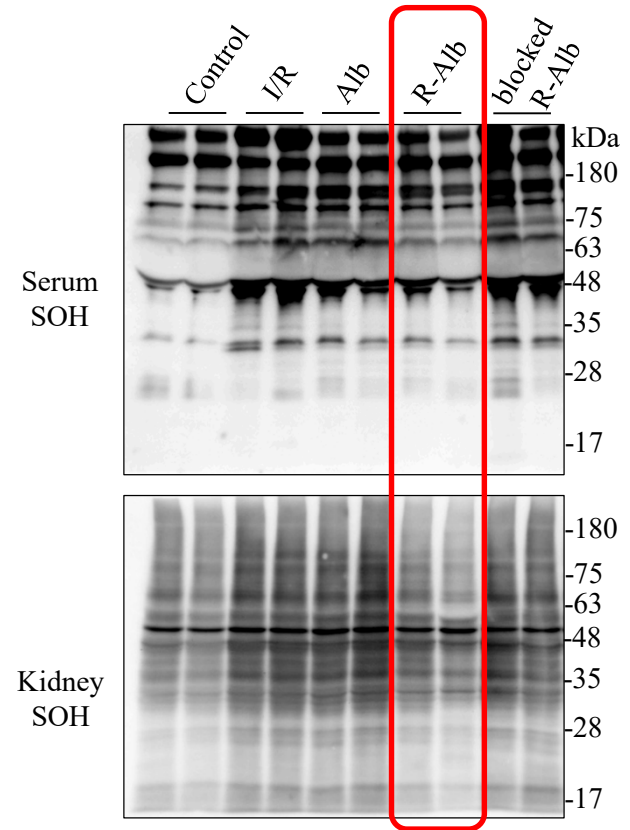 Control
I/R
Alb
R-Alb
blocked
R-Alb
kDa
Serum
SOH
-180
-75
-63
-48
-35
-28
-17
Kidney
SOH
-180
-75
-63
-48
-35
-28
-17